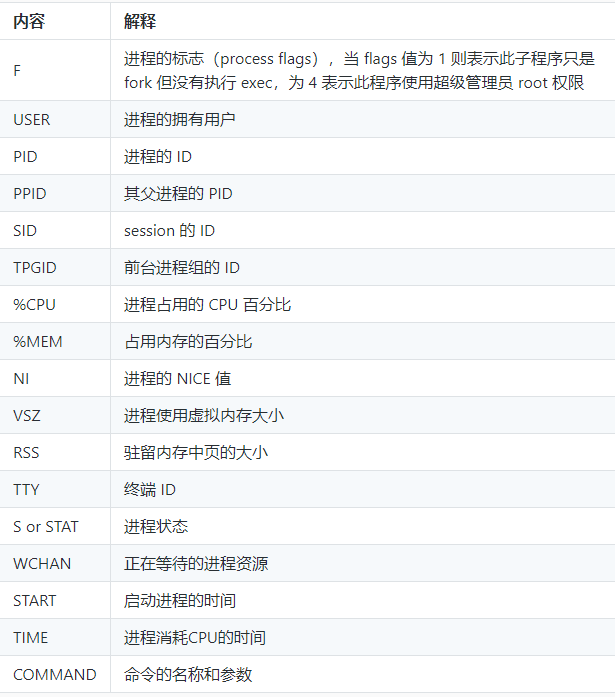 内容 解释
F 进程的标志（process flags），当 flags 值为 1 则表示此子程序只是
fork 但没有执行 exec，为 4 表示此程序使用超级管理员 root 权限
USER 进程的拥有用户
PID 进程的 ID
PPID 其父进程的 PID
SID session 的 ID
TPGID 前台进程组的 ID
%CPU 进程占用的 CPU 百分比
%MEM 占用内存的百分比
NI 进程的 NICE 值
VSZ 进程使用虚拟内存大小
RSS 驻留内存中页的大小
TTY 终端 ID
S or STAT 进程状态
WCHAN 正在等待的进程资源
START 启动进程的时间
TIME 进程消耗CPU的时间
COMMAND 命令的名称和参数